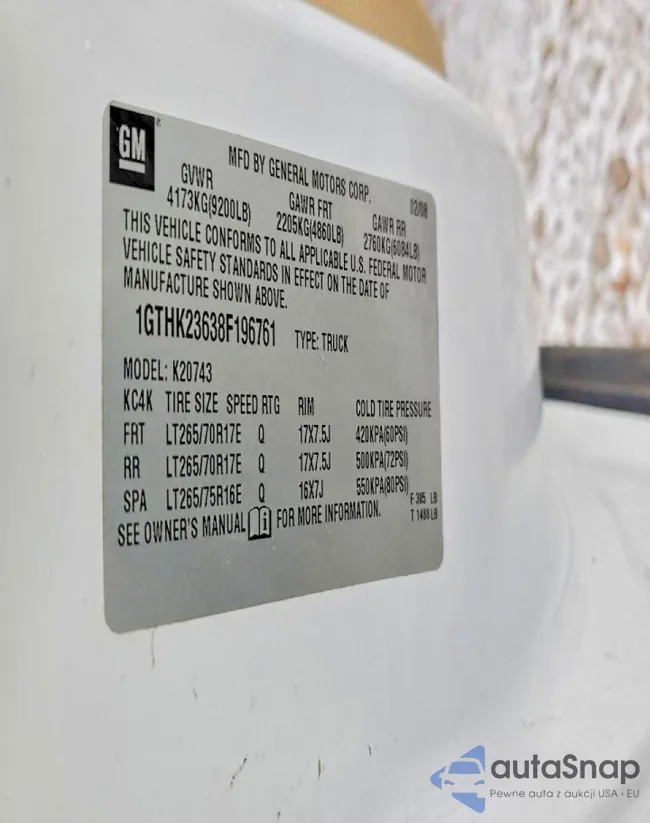 GM
MFD BY GENERAL MOTORS CORP. 02/08
GVWR GAWR FRT GAWR RR
4173KG(9200LB) 2205KG(4860LB) 2760KG(6084LB)
THIS VEHICLE CONFORMS TO ALL APPLICABLE U.S. FEDERAL MOTOR
VEHICLE SAFETY STANDARDS IN EFFECT ON THE DATE OF
MANUFACTURE SHOWN ABOVE.
1GTHK23638F196761 TYPE: TRUCK
MODEL: K20743
KC4K TIRE SIZE SPEED RTG RIM COLD TIRE PRESSURE
FRT LT265/70R17E Q 17X7.5J 420KPA(60PSI)
RR LT265/70R17E Q 17X7.5J 500KPA(72PSI)
SPA LT265/75R16E Q 16X7J 550KPA(80PSI)
F 385 LB
T 1488 LB
SEE OWNER'S MANUAL FOR MORE INFORMATION.
autaSnap
Pewne auta z aukcji USA i EU